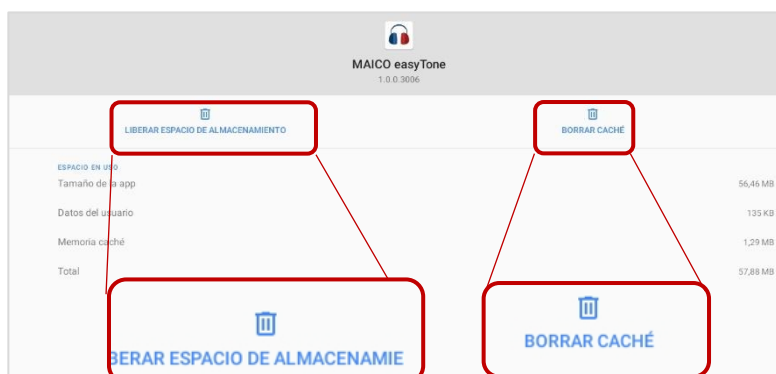 MAICO easyTone
1.0.0.3006
LIBERAR ESPACIO DE ALMACENAMIENTO
BORRAR CACHÉ
ESPACIO EN USO
Tamaño de la app 56,46 MB
Datos del usuario 135 KB
Memoria caché 1,29 MB
Total 57,88 MB
BERAR ESPACIO DE ALMACENAMIE
BORRAR CACHÉ